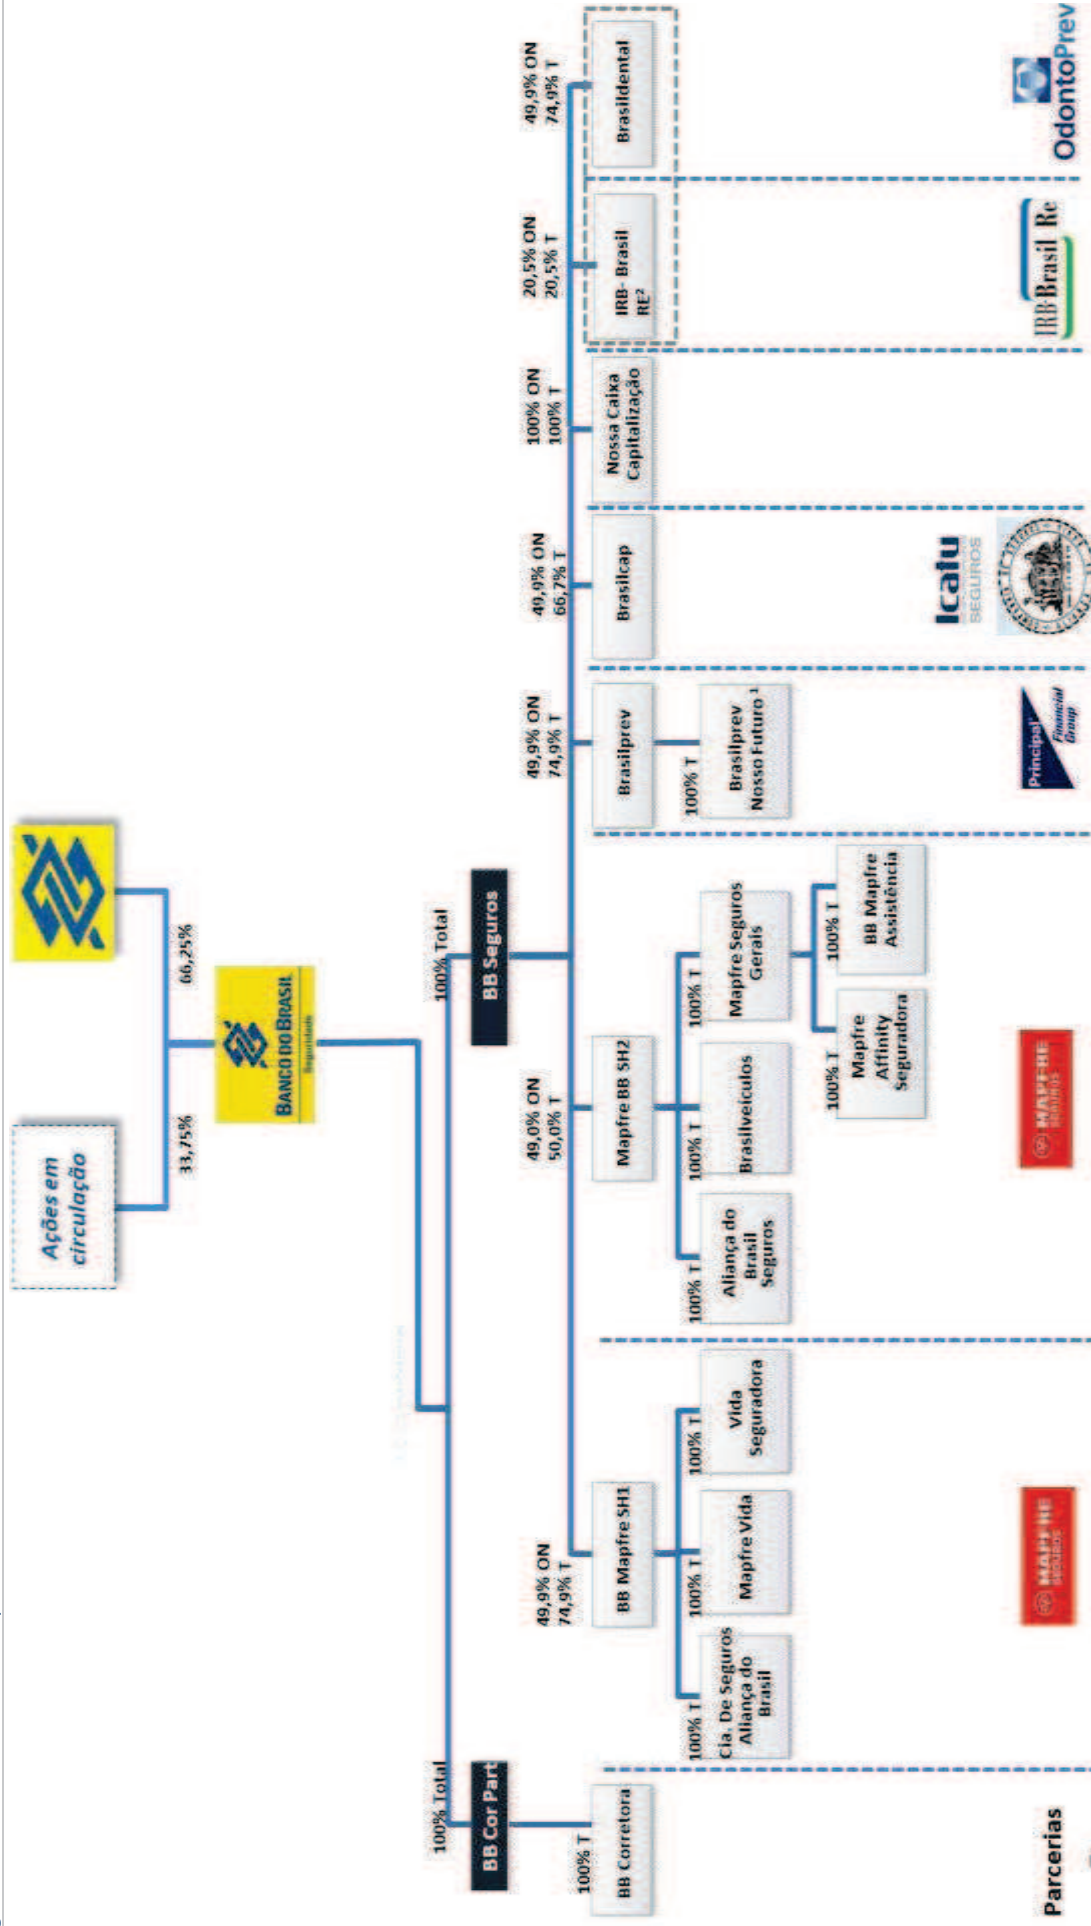 Ações em
circulação
33,75%
66,25%
BANCO DO BRASIL
Seguridade
100% Total
BB Cor Part
100% Total
BB Seguros
100% T
BB Corretora
49,9% ON
74,9% T
BB Mapfre SH1
100% T
Cia. De Seguros
Aliança do
Brasil
100% T
Mapfre Vida
100% T
Vida
Seguradora
49,0% ON
50,0% T
Mapfre BB SH2
100% T
Aliança do
Brasil
Seguros
100% T
Brasilveículos
100% T
Mapfre Seguros
Gerais
100% T
Mapfre
Affinity
Seguradora
100% T
BB Mapfre
Assistência
49,9% ON
74,9% T
Brasilprev
100% T
Brasilprev
Nosso Futuro ¹
49,9% ON
66,7% T
Brasilcap
100% ON
100% T
Nossa Caixa
Capitalização
20,5% ON
20,5% T
IRB- Brasil
RE²
49,9% ON
74,9% T
Brasildental
Parcerias
MAPFRE
SEGUROS
MAPFRE
SEGUROS
Principal
Financial
Group
Icatu
SEGUROS
IRB-Brasil Re
OdontoPrev